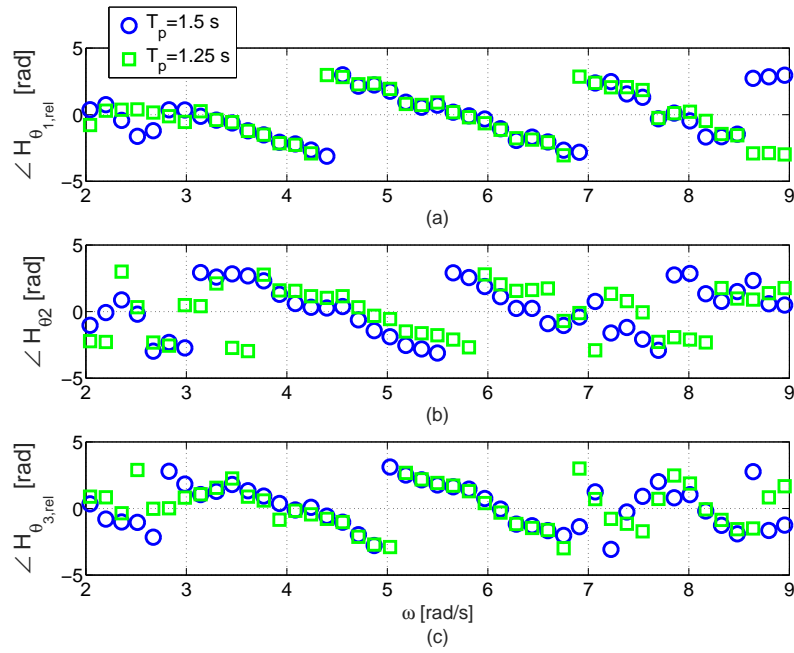 T_p=1.5 s
T_p=1.25 s
∠ H_θ_1,rel [rad]
5
0
−5
2 3 4 5 6 7 8 9
(a)
∠ H_θ2 [rad]
5
0
−5
2 3 4 5 6 7 8 9
(b)
∠ H_θ_3,rel [rad]
5
0
−5
2 3 4 5 6 7 8 9
ω [rad/s]
(c)